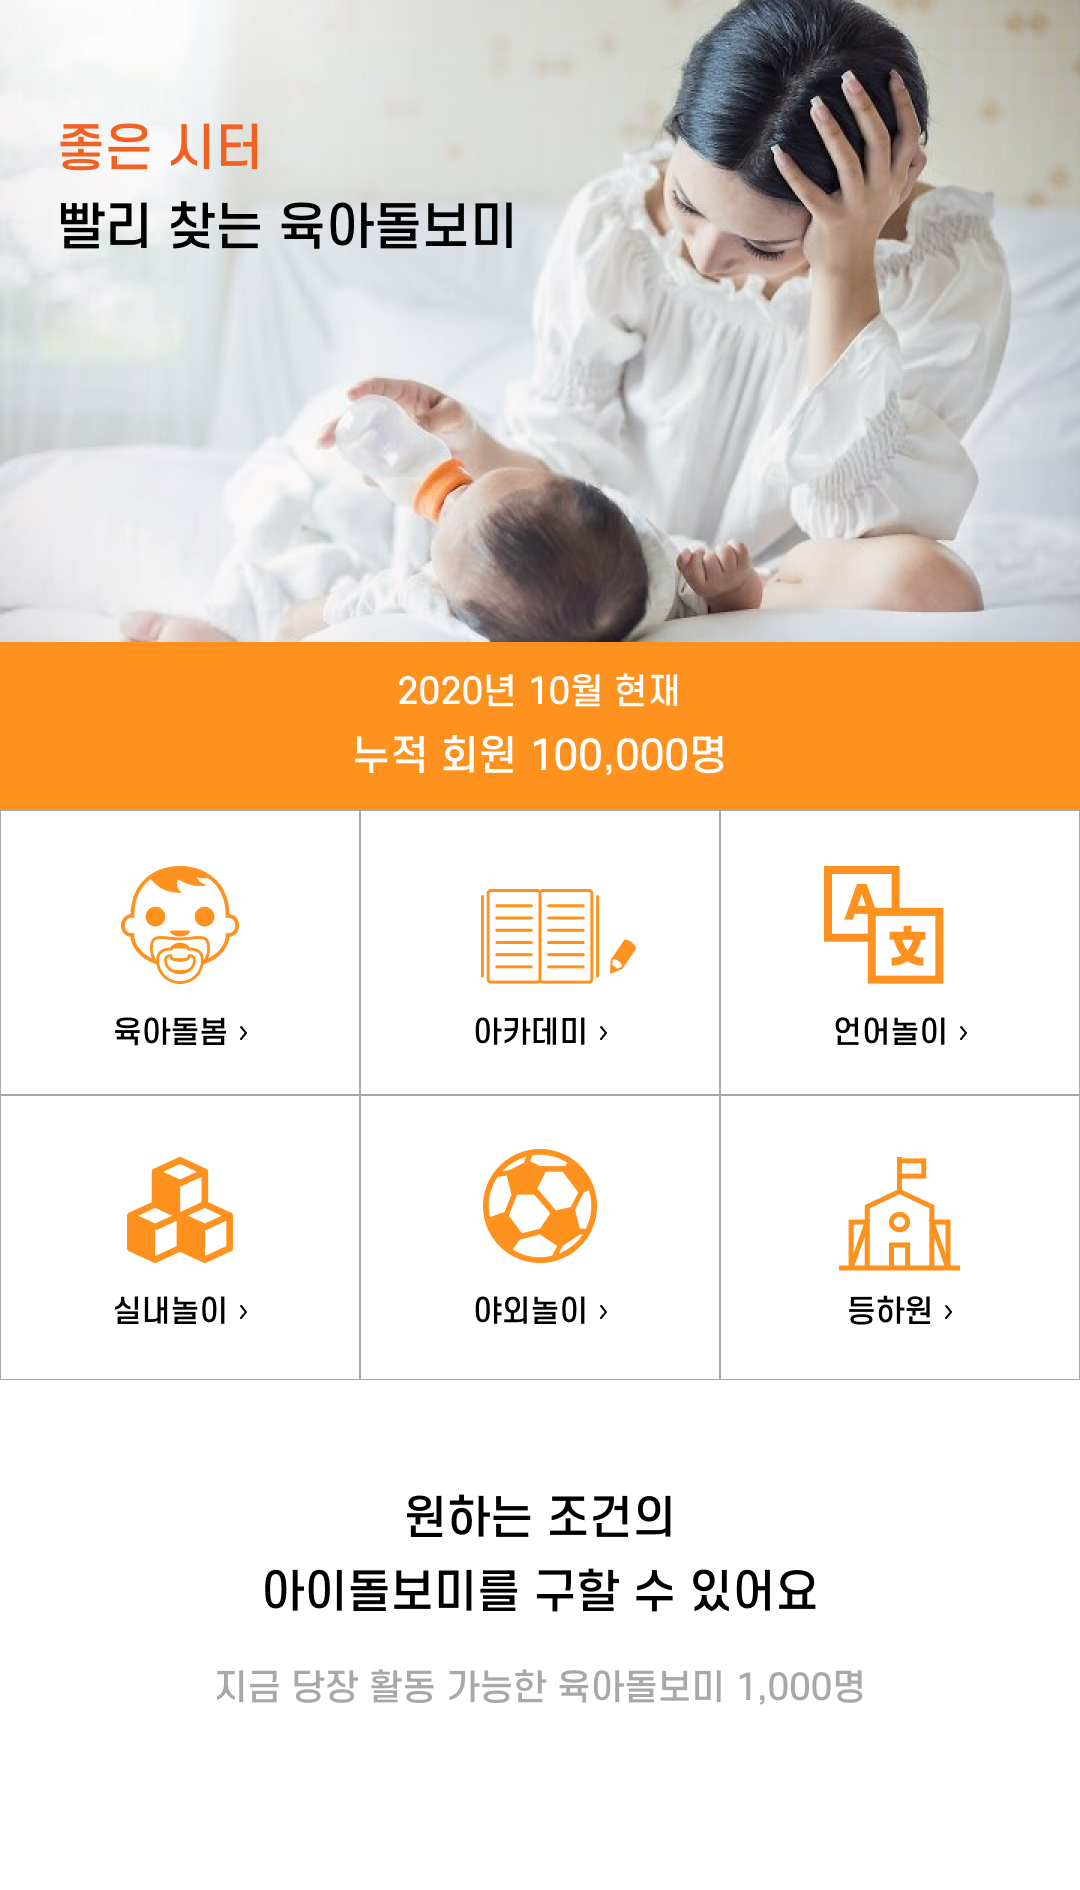 좋은 시터
빨리 찾는 육아돌보미
2020년 10월 현재
누적 회원 100,000명
육아돌봄 ›
아카데미 ›
A
文
언어놀이 ›
실내놀이 ›
야외놀이 ›
등하원 ›
원하는 조건의
아이돌보미를 구할 수 있어요
지금 당장 활동 가능한 육아돌보미 1,000명